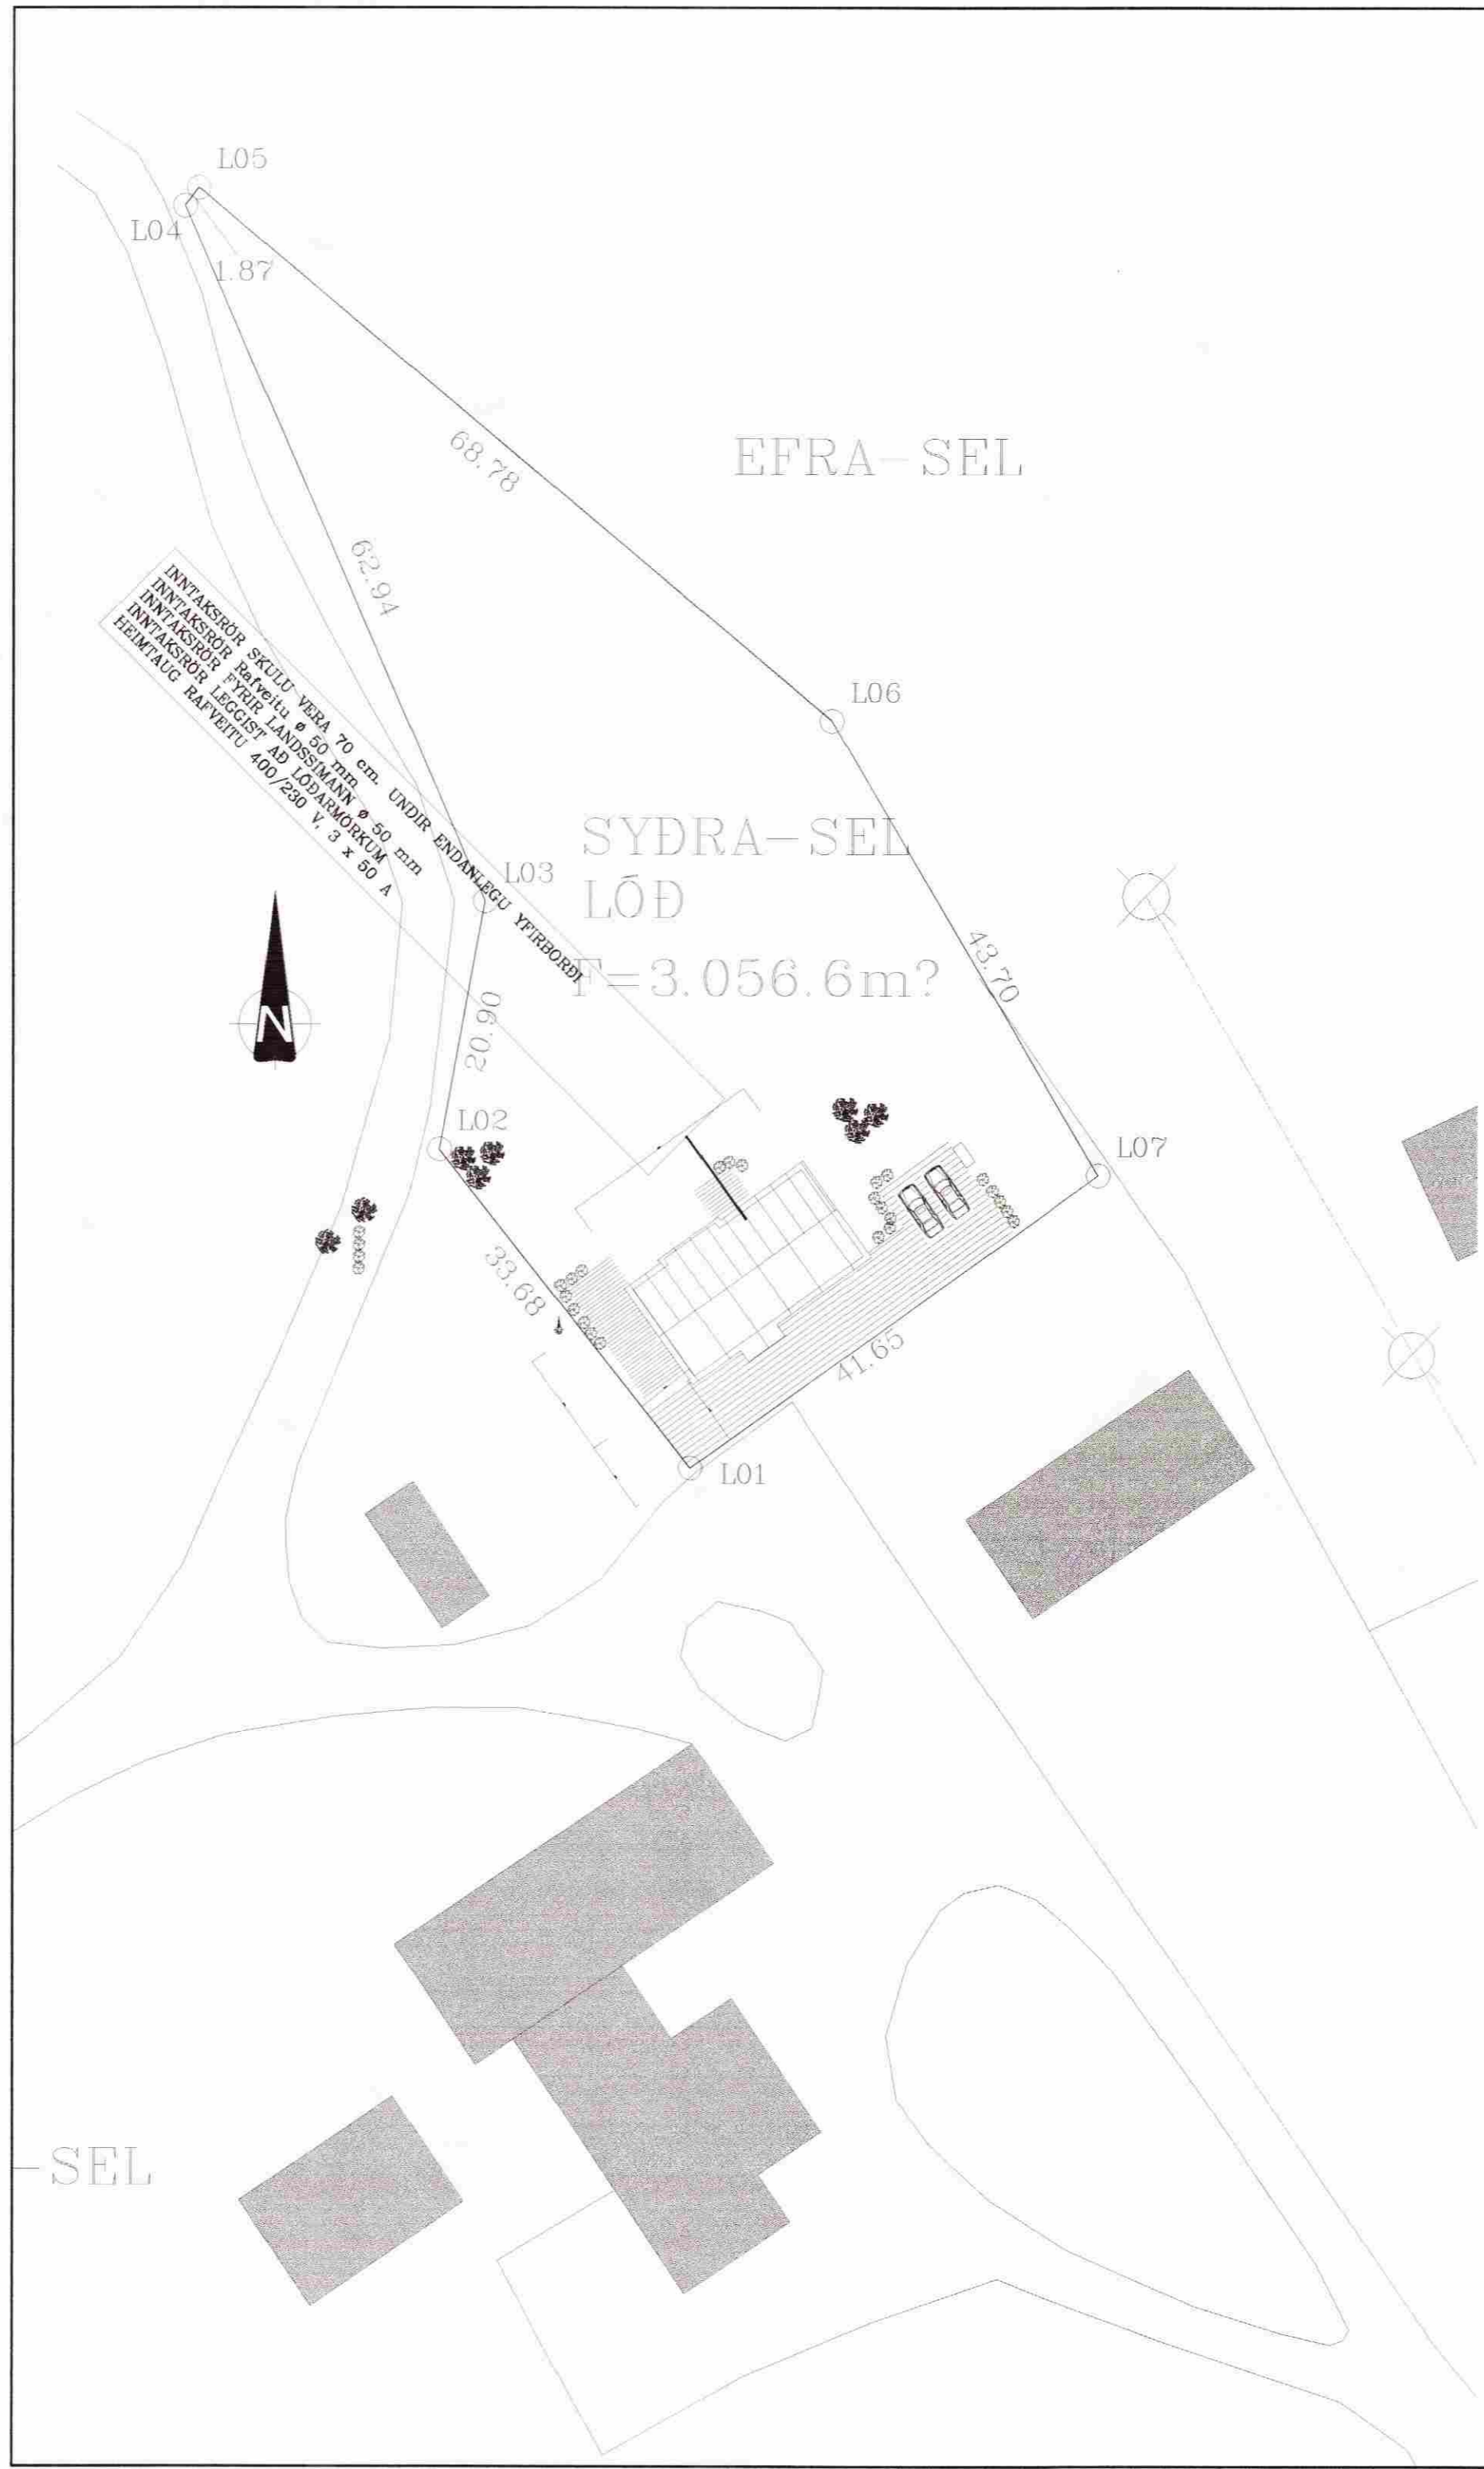 L05
L04
1.87
68.78
EFRA-SEL
62.94
INNTAKSRÖR SKULU VERA 70 cm. UNDIR ENDANLEGU YFIRBORÐI
INNTAKSRÖR Rafveitu ø 50 mm
INNTAKSRÖR FYRIR LANDSSÍMANN ø 50 mm
INNTAKSRÖR LEGGIST AÐ LÓÐARMÖRKUM
HEIMTAUG RAFVEITU 400/230 V, 3 x 50 A
L06
SYÐRA-SEL
LÓÐ
F=3.056.6m?
L03
43.70
N
20.90
L02
L07
33.68
41.65
L01
-SEL